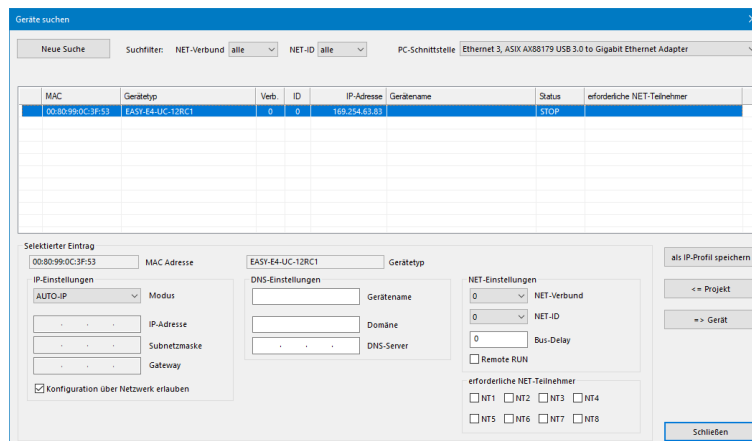 Geräte suchen
Neue Suche Suchfilter: NET-Verbund alle NET-ID alle PC-Schnittstelle Ethernet 3, ASIX AX88179 USB 3.0 to Gigabit Ethernet Adapter
MAC Gerätetyp Verb. ID IP-Adresse Gerätename Status erforderliche NET-Teilnehmer
00:80:99:0C:3F:53 EASY-E4-UC-12RC1 0 0 169.254.63.83 STOP
Selektierter Eintrag
00:80:99:0C:3F:53 MAC Adresse EASY-E4-UC-12RC1 Gerätetyp
als IP-Profil speichern
IP-Einstellungen DNS-Einstellungen NET-Einstellungen
AUTO-IP Modus Gerätename 0 NET-Verbund
<= Projekt
IP-Adresse Domäne 0 NET-ID
=> Gerät
Subnetzmaske DNS-Server 0 Bus-Delay
Gateway Remote RUN
Konfiguration über Netzwerk erlauben
erforderliche NET-Teilnehmer
NT1 NT2 NT3 NT4
NT5 NT6 NT7 NT8
Schließen